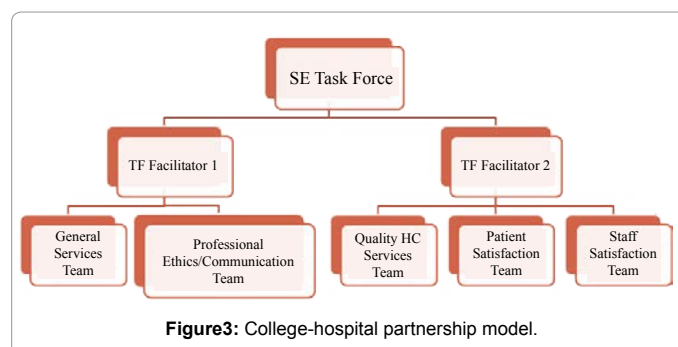 SE Task Force
TF Facilitator 1
TF Facilitator 2
General
Services
Team
Professional
Ethics/Communication
Team
Quality HC
Services
Team
Patient
Satisfaction
Team
Staff
Satisfaction
Team
Figure3: College-hospital partnership model.